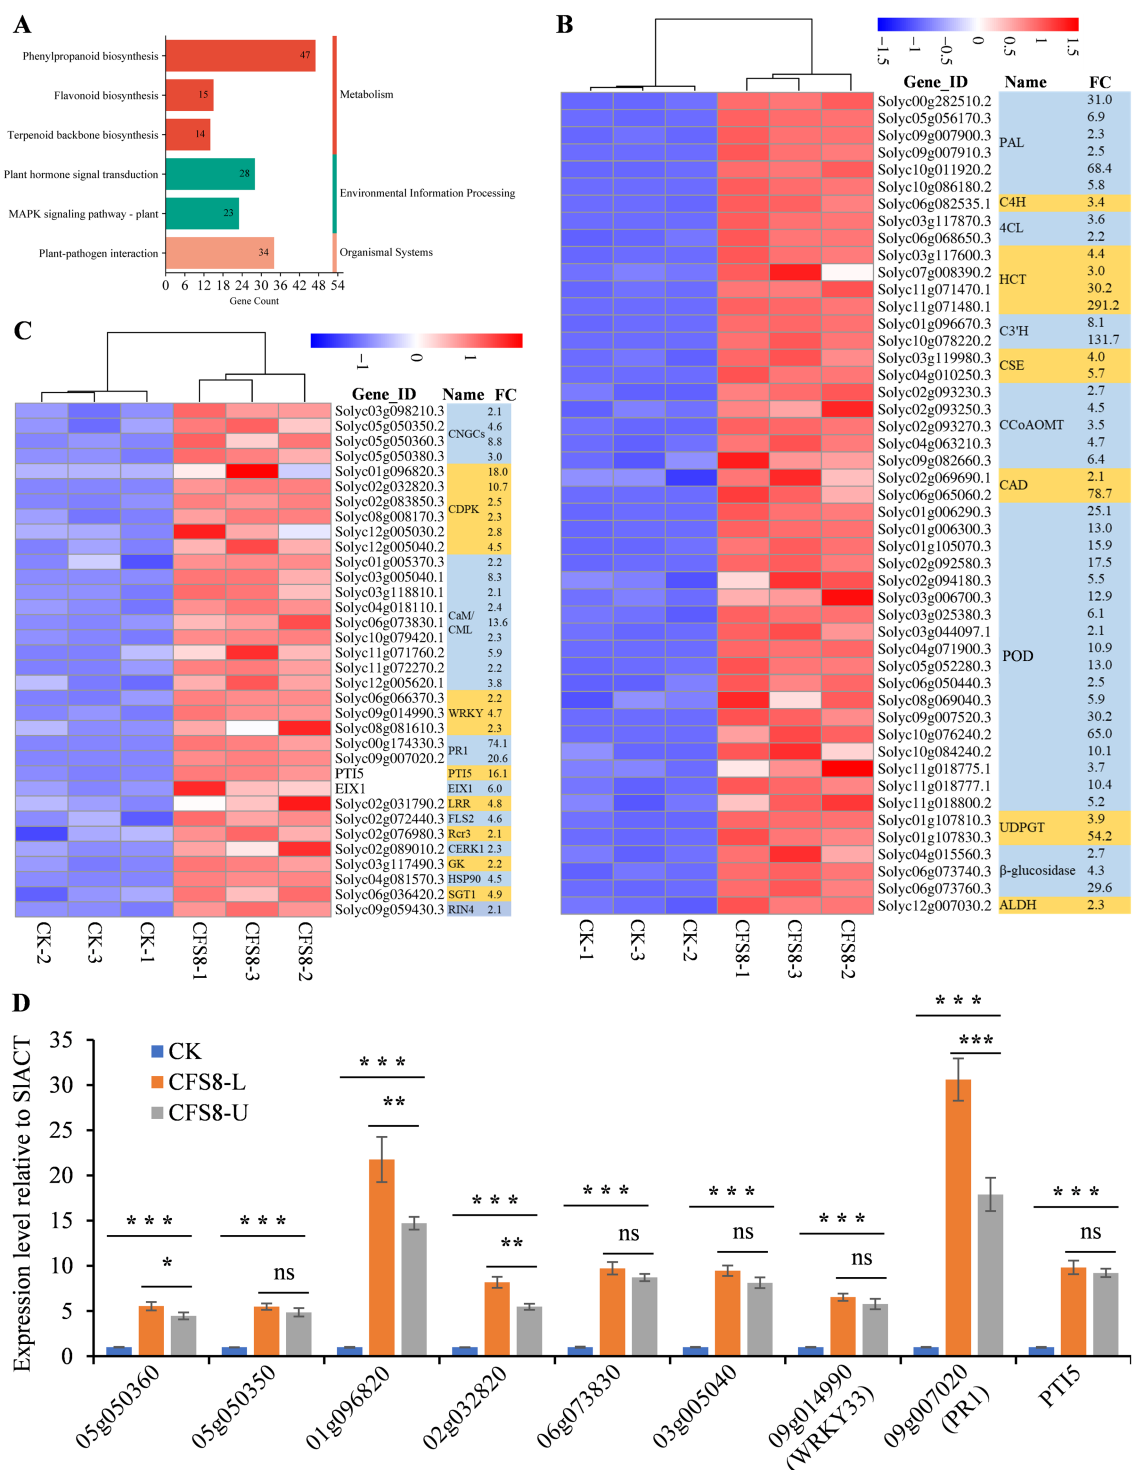 A
Phenylpropanoid biosynthesis 47
Flavonoid biosynthesis 15
Terpenoid backbone biosynthesis 14
Plant hormone signal transduction 28
MAPK signaling pathway - plant 23
Plant-pathogen interaction 34
Metabolism
Environmental Information Processing
Organismal Systems
0 6 12 18 24 30 36 42 48 54
Gene Count
B
-1.5 -1 -0.5 0 0.5 1 1.5
Gene_ID Name FC
Solyc00g282510.2 31.0
Solyc05g056170.3 6.9
Solyc09g007900.3 2.3
PAL
Solyc09g007910.3 2.5
Solyc10g011920.2 68.4
Solyc10g086180.2 5.8
Solyc06g082535.1 C4H 3.4
Solyc03g117870.3 3.6
4CL
Solyc06g068650.3 2.2
Solyc03g117600.3 4.4
Solyc07g008390.2 3.0
HCT
Solyc11g071470.1 30.2
Solyc11g071480.1 291.2
Solyc01g096670.3 8.1
C3'H
Solyc10g078220.2 131.7
Solyc03g119980.3 4.0
CSE
Solyc04g010250.3 5.7
Solyc02g093230.3 2.7
Solyc02g093250.3 4.5
Solyc02g093270.3 CCoAOMT 3.5
Solyc04g063210.3 4.7
Solyc09g082660.3 6.4
Solyc02g069690.1 2.1
CAD
Solyc06g065060.2 78.7
Solyc01g006290.3 25.1
Solyc01g006300.3 13.0
Solyc01g105070.3 15.9
Solyc02g092580.3 17.5
Solyc02g094180.3 5.5
Solyc03g006700.3 12.9
Solyc03g025380.3 6.1
Solyc03g044097.1 2.1
Solyc04g071900.3 10.9
POD
Solyc05g052280.3 13.0
Solyc06g050440.3 2.5
Solyc08g069040.3 5.9
Solyc09g007520.3 30.2
Solyc10g076240.2 65.0
Solyc10g084240.2 10.1
Solyc11g018775.1 3.7
Solyc11g018777.1 10.4
Solyc11g018800.2 5.2
Solyc01g107810.3 3.9
UDPGT
Solyc01g107830.3 54.2
Solyc04g015560.3 2.7
Solyc06g073740.3 β-glucosidase 4.3
Solyc06g073760.3 29.6
Solyc12g007030.2 ALDH 2.3
CK-1 CK-3 CK-2 CFS8-1 CFS8-3 CFS8-2
C
-1 0 1
Gene_ID Name FC
Solyc03g098210.3 2.1
Solyc05g050350.2 4.6
CNGCs
Solyc05g050360.3 8.8
Solyc05g050380.3 3.0
Solyc01g096820.3 18.0
Solyc02g032820.3 10.7
Solyc02g083850.3 2.5
CDPK
Solyc08g008170.3 2.3
Solyc12g005030.2 2.8
Solyc12g005040.2 4.5
Solyc01g005370.3 2.2
Solyc03g005040.1 8.3
Solyc03g118810.1 2.1
Solyc04g018110.1 2.4
CaM/
Solyc06g073830.1 13.6
CML
Solyc10g079420.1 2.3
Solyc11g071760.2 5.9
Solyc11g072270.2 2.2
Solyc12g005620.1 3.8
Solyc06g066370.3 2.2
Solyc09g014990.3 WRKY 4.7
Solyc08g081610.3 2.3
Solyc00g174330.3 74.1
PR1
Solyc09g007020.2 20.6
PTI5 PTI5 16.1
EIX1 EIX1 6.0
Solyc02g031790.2 LRR 4.8
Solyc02g072440.3 FLS2 4.6
Solyc02g076980.3 Rcr3 2.1
Solyc02g089010.2 CERK1 2.3
Solyc03g117490.3 GK 2.2
Solyc04g081570.3 HSP90 4.5
Solyc06g036420.2 SGT1 4.9
Solyc09g059430.3 RIN4 2.1
CK-2 CK-3 CK-1 CFS8-1 CFS8-3 CFS8-2
D
Expression level relative to SlACT
35
30
25
20
15
10
5
0
CK
CFS8-L
CFS8-U
* * * * * * * * * * * * * * * * * * * * * * * * * * *
* ns ** ** ns ns ns *** ns
05g050360
05g050350
01g096820
02g032820
06g073830
03g005040
09g014990
(WRKY33)
09g007020
(PR1)
PTI5